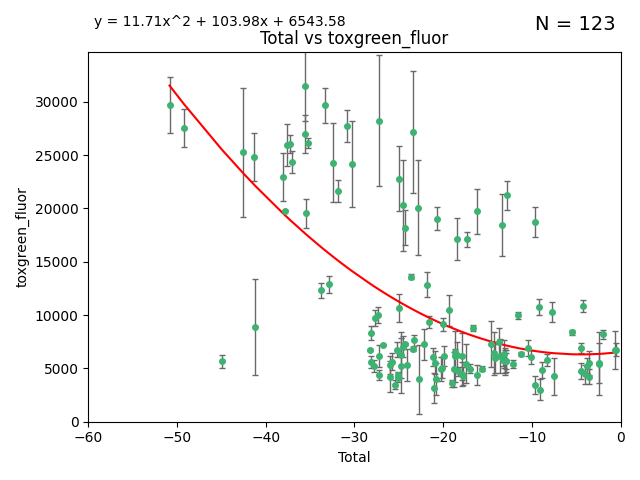 y = 11.71x^2 + 103.98x + 6543.58
N = 123
Total vs toxgreen_fluor
30000
25000
20000
15000
10000
5000
0
toxgreen_fluor
−60 −50 −40 −30 −20 −10 0
Total